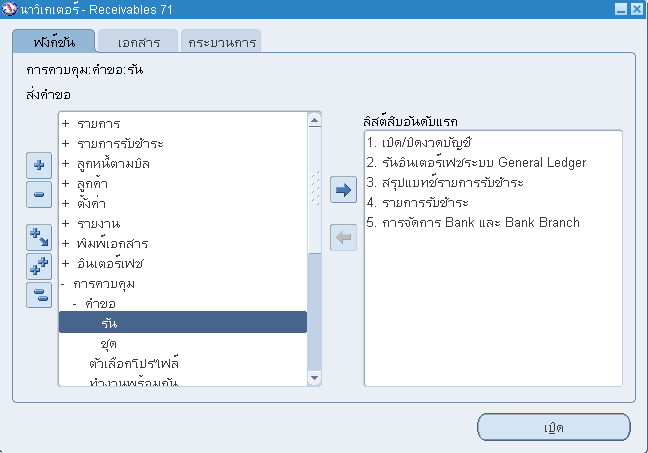 นาวิเกเตอร์ - Receivables 71
ฟังก์ชัน
เอกสาร
กระบวนการ
การควบคุม:คำขอ:รัน
ส่งคำขอ
+ รายการ
+ รายการรับชำระ
+ ลูกหนี้ตามบิล
+ ลูกค้า
+ ตั้งค่า
+ รายงาน
+ พิมพ์เอกสาร
+ อินเตอร์เฟซ
- การควบคุม
- คำขอ
รัน
ชุด
ตัวเลือกโปรไฟล์
ทำงานพร้อมกัน
ลิสต์สิบอันดับแรก
1. เปิด/ปิดงวดบัญชี
2. รันอินเตอร์เฟซระบบ General Ledger
3. สรุปแบทช์รายการรับชำระ
4. รายการรับชำระ
5. การจัดการ Bank และ Bank Branch
เปิด